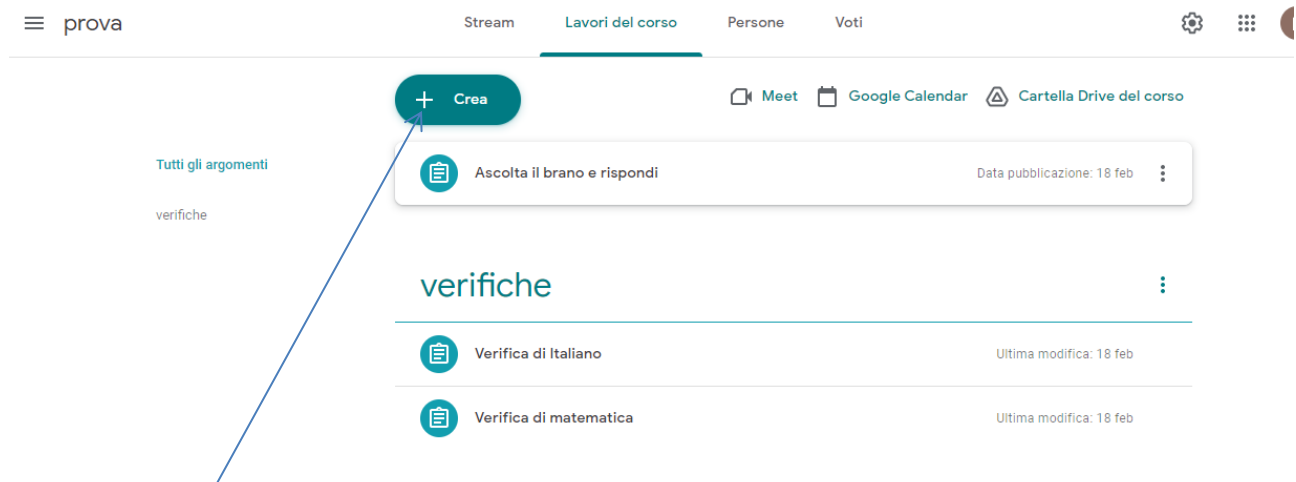 prova
Stream Lavori del corso Persone Voti
+ Crea
Meet Google Calendar Cartella Drive del corso
Tutti gli argomenti
verifiche
Ascolta il brano e rispondi Data pubblicazione: 18 feb
verifiche
Verifica di Italiano Ultima modifica: 18 feb
Verifica di matematica Ultima modifica: 18 feb